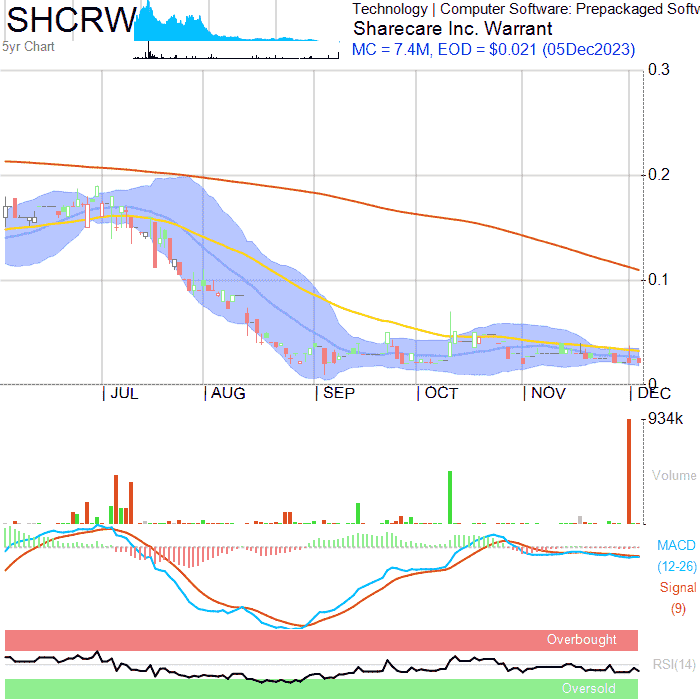 SHCRW
5yr Chart
Technology | Computer Software: Prepackaged Softw
Sharecare Inc. Warrant
MC = 7.4M, EOD = $0.021 (05Dec2023)
0.3
0.2
0.1
0
JUL AUG SEP OCT NOV DEC
934k
Volume
MACD
(12-26)
Signal
(9)
Overbought
RSI(14)
Oversold